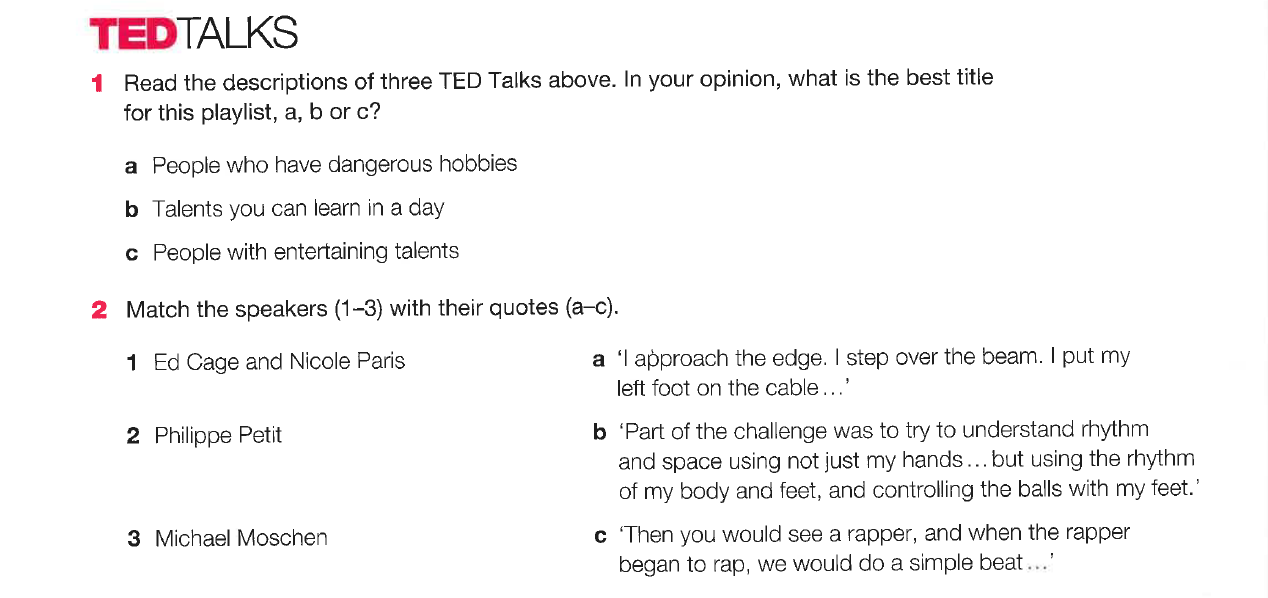 TEDTALKS
1 Read the descriptions of three TED Talks above. In your opinion, what is the best title
for this playlist, a, b or c?
a People who have dangerous hobbies
b Talents you can learn in a day
c People with entertaining talents
2 Match the speakers (1–3) with their quotes (a–c).
1 Ed Cage and Nicole Paris
a ‘I approach the edge. I step over the beam. I put my
left foot on the cable...’
2 Philippe Petit
b ‘Part of the challenge was to try to understand rhythm
and space using not just my hands...but using the rhythm
of my body and feet, and controlling the balls with my feet.’
3 Michael Moschen
c ‘Then you would see a rapper, and when the rapper
began to rap, we would do a simple beat...’